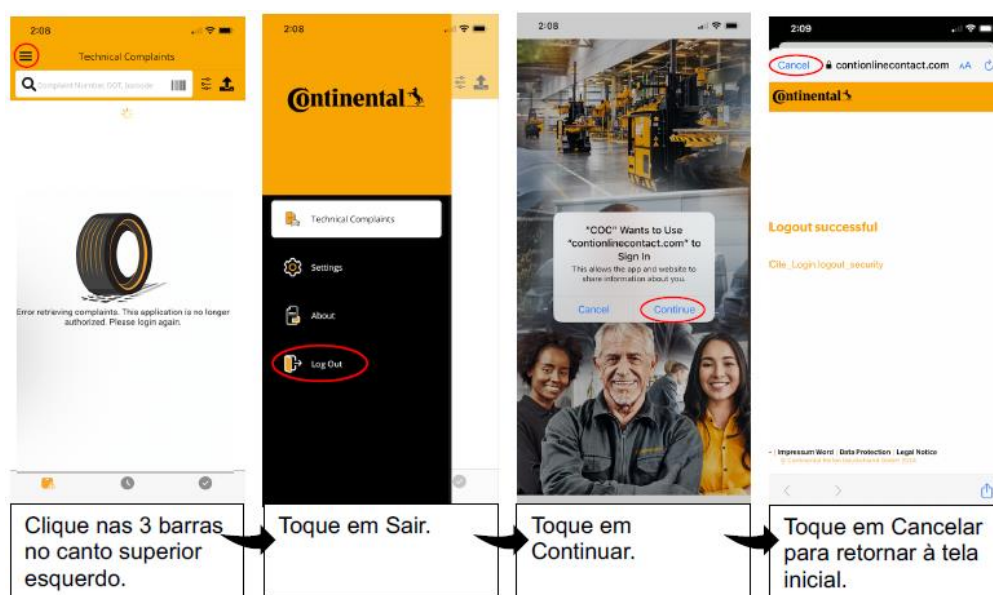 2:08
Technical Complaints
Complaint Number, DOT, barcode
Error retrieving complaints. This application is no longer
authorized. Please login again.
Clique nas 3 barras
no canto superior
esquerdo.
2:08
Continental
Technical Complaints
Settings
About
Log Out
Toque em Sair.
2:08
"COC" Wants to Use
"contionlinecontact.com" to
Sign In
This allows the app and website to
share information about you.
Cancel
Continue
Toque em
Continuar.
2:09
Cancel
contionlinecontact.com
AA
Continental
Logout successful
Cite_Login logout_security
- | Impressum Word | Data Protection | Legal Notice
Toque em Cancelar
para retornar à tela
inicial.